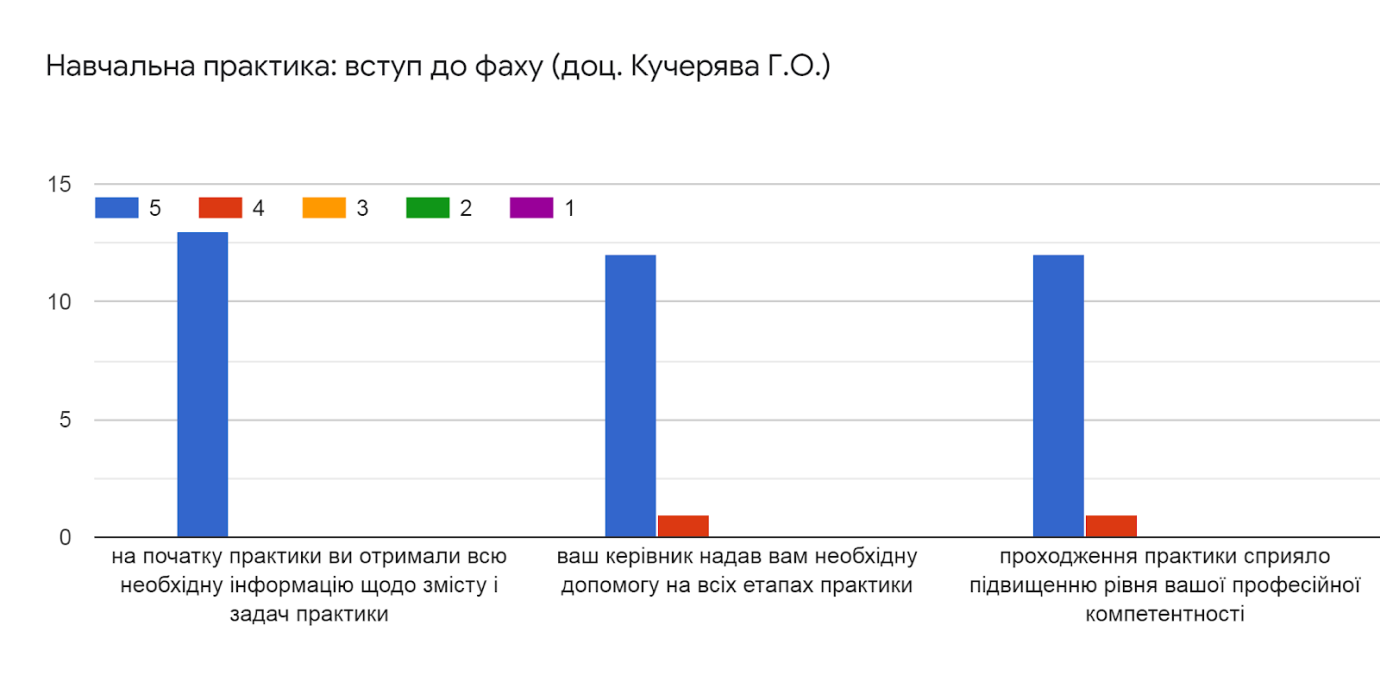 Навчальна практика: вступ до фаху (доц. Кучерява Г.О.)
15
5 4 3 2 1
10
5
0
на початку практики ви отримали всю
необхідну інформацію щодо змісту і
задач практики
ваш керівник надав вам необхідну
допомогу на всіх етапах практики
проходження практики сприяло
підвищенню рівня вашої професійної
компетентності